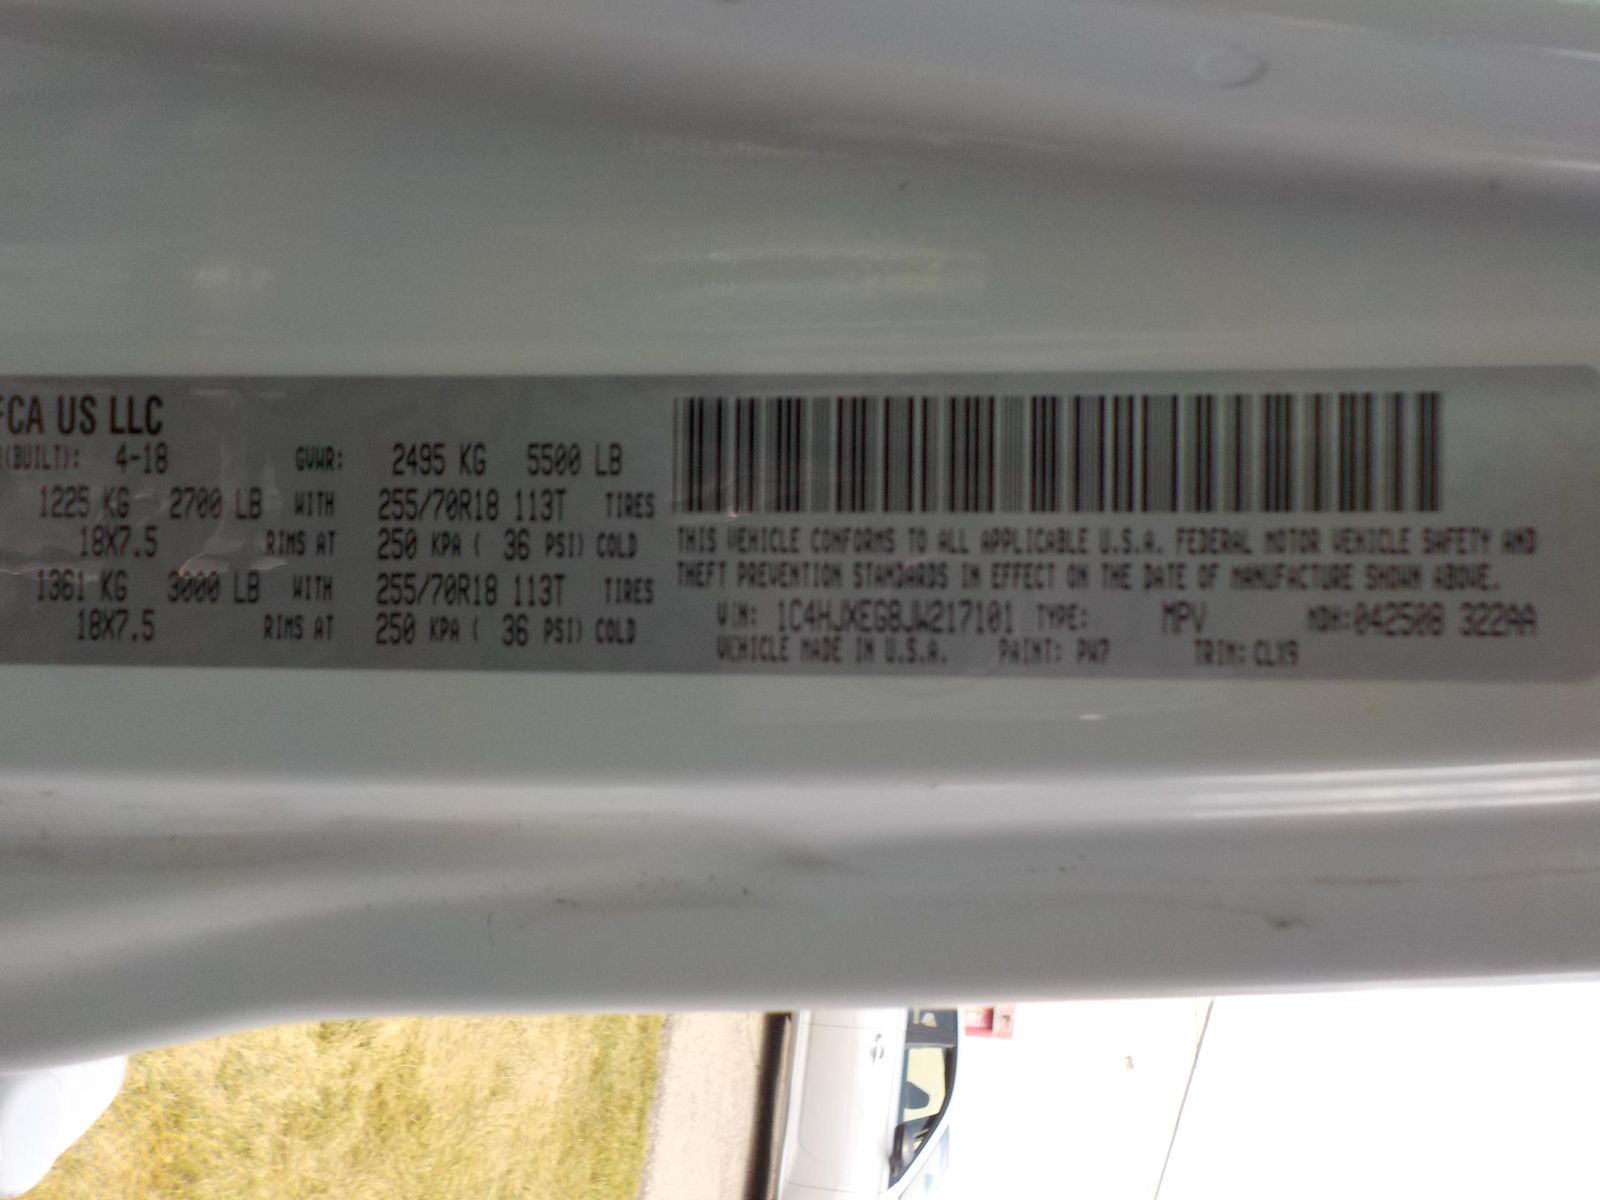 FCA US LLC
R(BUILT): 4-18 GVWR: 2495 KG 5500 LB
1225 KG 2700 LB WITH 255/70R18 113T TIRES
18X7.5 RIMS AT 250 KPA ( 36 PSI) COLD
1361 KG 3000 LB WITH 255/70R18 113T TIRES
18X7.5 RIMS AT 250 KPA ( 36 PSI) COLD
THIS VEHICLE CONFORMS TO ALL APPLICABLE U.S.A. FEDERAL MOTOR VEHICLE SAFETY AND
THEFT PREVENTION STANDARDS IN EFFECT ON THE DATE OF MANUFACTURE SHOWN ABOVE.
VIN: 1C4HJXEG8JW217101 TYPE: MPV MDH:042508 322AA
VEHICLE MADE IN U.S.A. PAINT: PW7 TRIM: CLX9